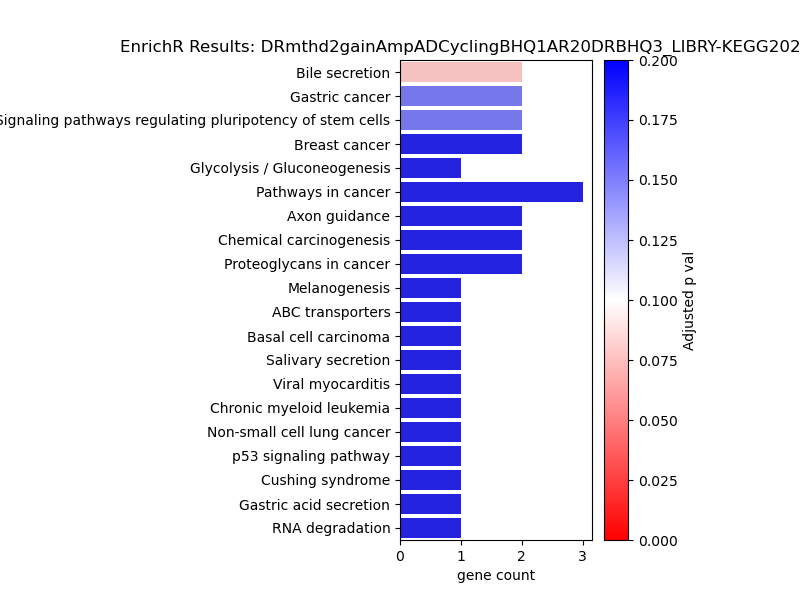 EnrichR Results: DRmthd2gainAmpADCyclingBHQ1AR20DRBHQ3_LIBRY-KEGG202
Bile secretion
Gastric cancer
Signaling pathways regulating pluripotency of stem cells
Breast cancer
Glycolysis / Gluconeogenesis
Pathways in cancer
Axon guidance
Chemical carcinogenesis
Proteoglycans in cancer
Melanogenesis
ABC transporters
Basal cell carcinoma
Salivary secretion
Viral myocarditis
Chronic myeloid leukemia
Non-small cell lung cancer
p53 signaling pathway
Cushing syndrome
Gastric acid secretion
RNA degradation
0 1 2 3
gene count
0.200
0.175
0.150
0.125
0.100
0.075
0.050
0.025
0.000
Adjusted p val